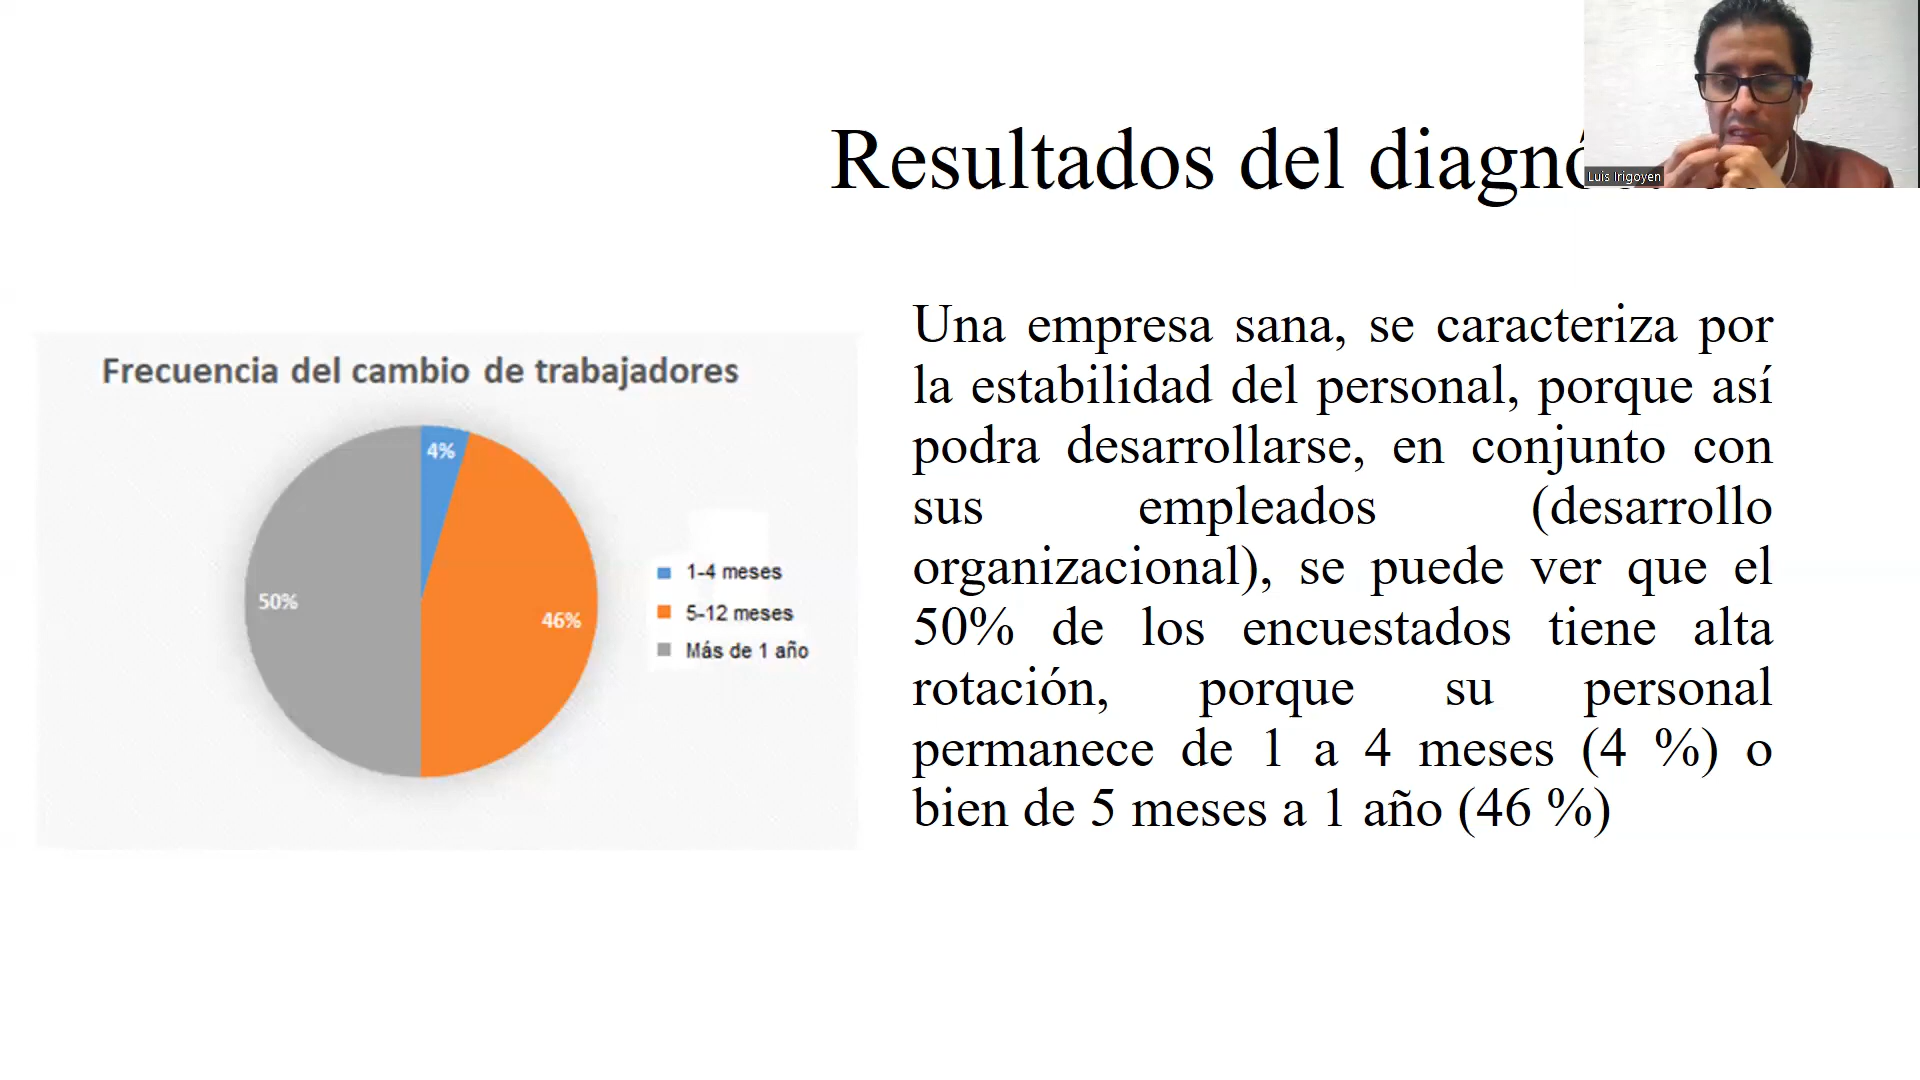 Luis Irigoyen
Resultados del
Frecuencia del cambio de trabajadores
4%
50%
46%
1-4 meses
5-12 meses
Más de 1 año
Una empresa sana, se caracteriza por
la estabilidad del personal, porque así
podra desarrollarse, en conjunto con
sus empleados (desarrollo
organizacional), se puede ver que el
50% de los encuestados tiene alta
rotación, porque su personal
permanece de 1 a 4 meses (4 %) o
bien de 5 meses a 1 año (46 %)